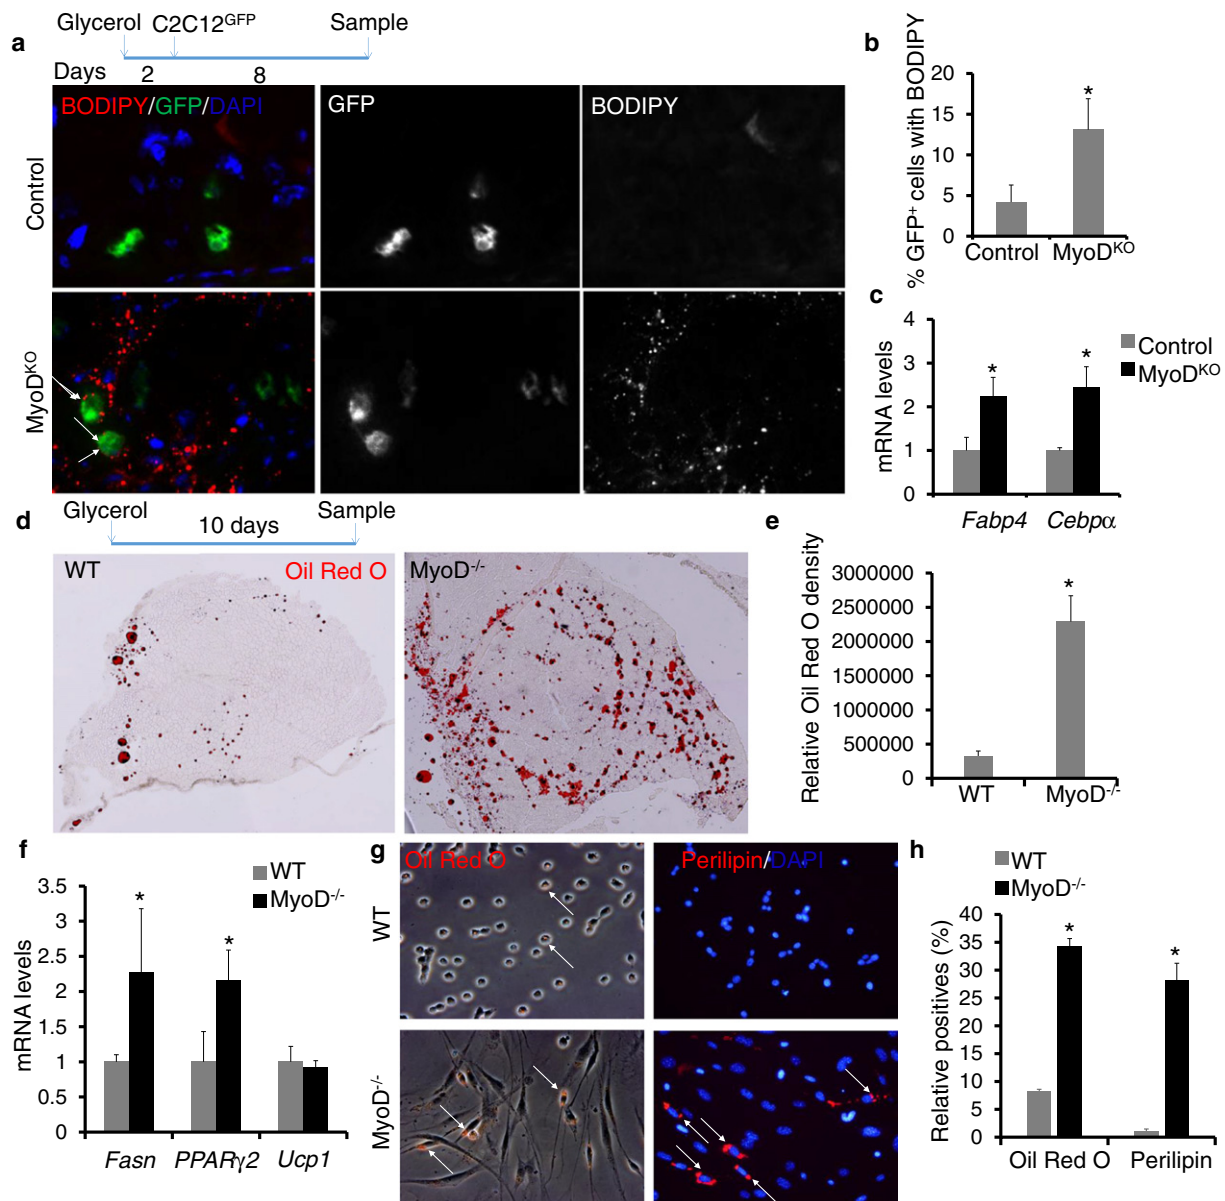 a
Glycerol C2C12GFP Sample
Days 2 8
BODIPY/GFP/DAPI
GFP
BODIPY
Control
MyoDKO
b
% GFP+ cells with BODIPY
20
15
10
5
0
Control MyoDKO
c
mRNA levels
4
3
2
1
0
* *
Control
MyoDKO
Fabp4 Cebpα
d
Glycerol 10 days Sample
WT Oil Red O
MyoD-/-
e
Relative Oil Red O density
3000000
2500000
2000000
1500000
1000000
500000
0
*
WT MyoD-/-
f
mRNA levels
3.5
3
2.5
2
1.5
1
0.5
0
* *
WT
MyoD-/-
Fasn PPARγ2 Ucp1
g
Oil Red O
Perilipin/DAPI
WT
MyoD-/-
h
WT
MyoD-/-
Relative positives (%)
40
35
30
25
20
15
10
5
0
* *
Oil Red O Perilipin